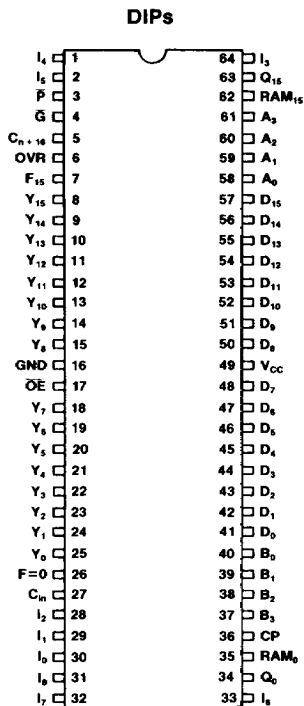 DIPs
I₄ 1 64 I₃
I₅ 2 63 Q₁₅
P̅ 3 62 RAM₁₅
G̅ 4 61 A₃
Cₙ₊₁₆ 5 60 A₂
OVR 6 59 A₁
F₁₅ 7 58 A₀
Y₁₅ 8 57 D₁₅
Y₁₄ 9 56 D₁₄
Y₁₃ 10 55 D₁₃
Y₁₂ 11 54 D₁₂
Y₁₁ 12 53 D₁₁
Y₁₀ 13 52 D₁₀
Y₉ 14 51 D₉
Y₈ 15 50 D₈
GND 16 49 V_CC
O̅E̅ 17 48 D₇
Y₇ 18 47 D₆
Y₆ 19 46 D₅
Y₅ 20 45 D₄
Y₄ 21 44 D₃
Y₃ 22 43 D₂
Y₂ 23 42 D₁
Y₁ 24 41 D₀
Y₀ 25 40 B₀
F=0 26 39 B₁
C_in 27 38 B₂
I₂ 28 37 B₃
I₁ 29 36 CP
I₀ 30 35 RAM₀
I₈ 31 34 Q₀
I₇ 32 33 I₆